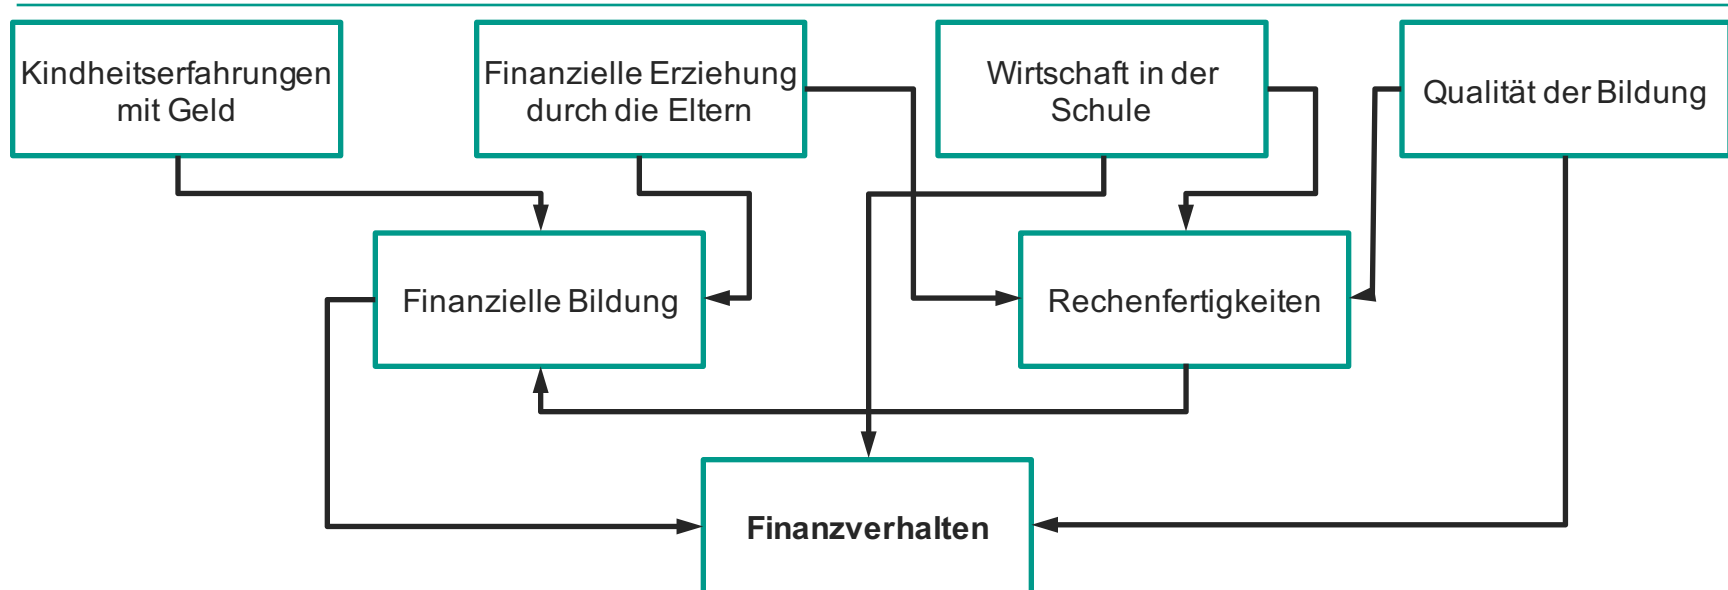 Kindheitserfahrungen
mit Geld
Finanzielle Erziehung
durch die Eltern
Wirtschaft in der
Schule
Qualität der Bildung
Finanzielle Bildung
Rechenfertigkeiten
Finanzverhalten